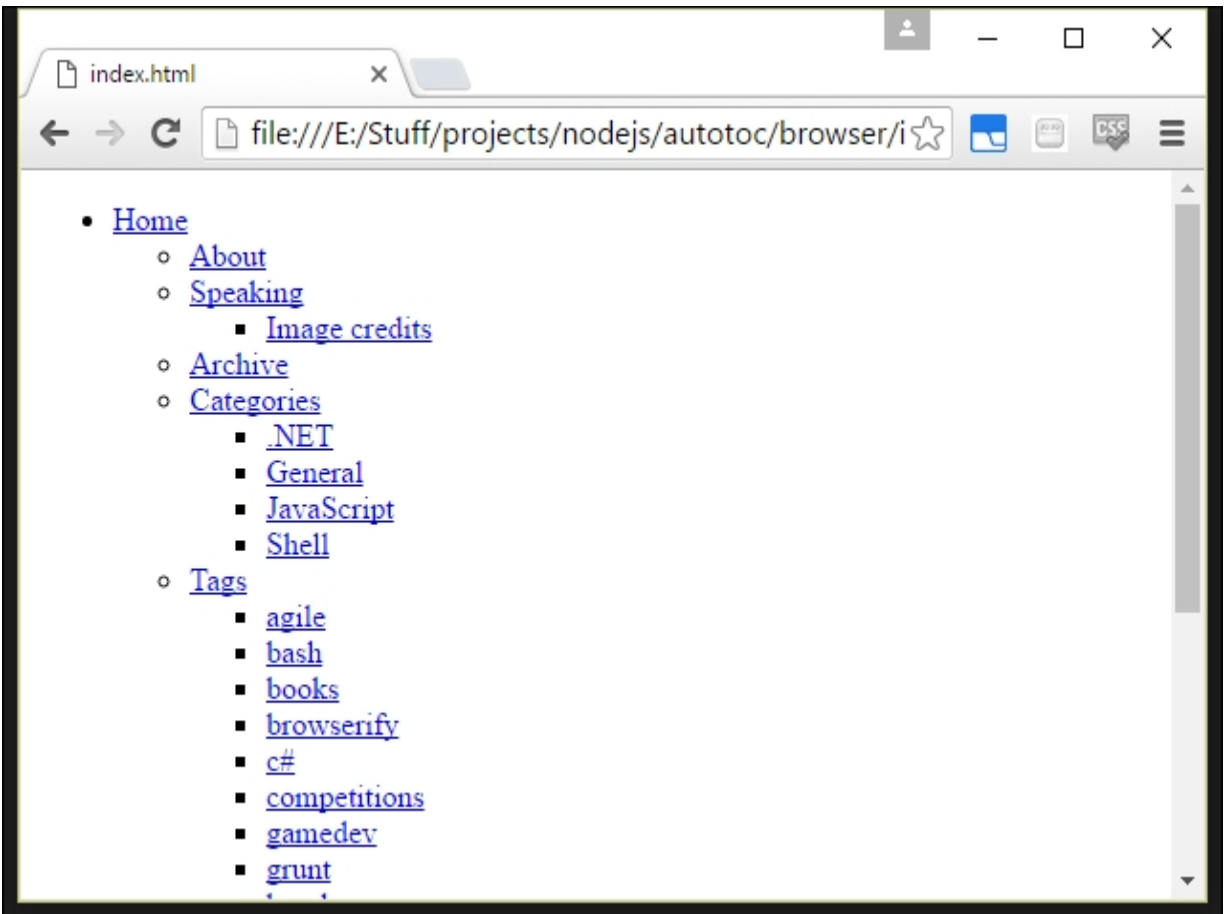 index.html
file:///E:/Stuff/projects/nodejs/autotoc/browser/i
CSS
Home
About
Speaking
Image credits
Archive
Categories
.NET
General
JavaScript
Shell
Tags
agile
bash
books
browserify
c#
competitions
gamedev
grunt